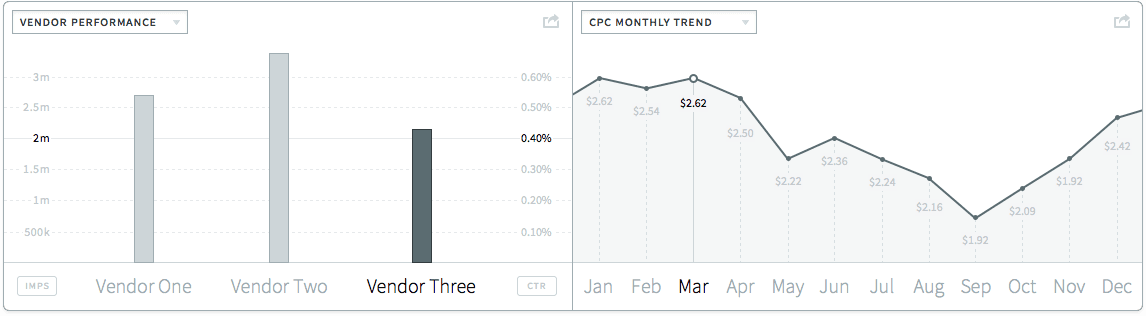 VENDOR PERFORMANCE
3m
2.5m
2m
1.5m
1m
500k
0.60%
0.50%
0.40%
0.30%
0.20%
0.10%
IMPS
Vendor One
Vendor Two
Vendor Three
CTR
CPC MONTHLY TREND
$2.62
$2.54
$2.62
$2.50
$2.22
$2.36
$2.24
$2.16
$1.92
$2.09
$1.92
$2.42
Jan
Feb
Mar
Apr
May
Jun
Jul
Aug
Sep
Oct
Nov
Dec